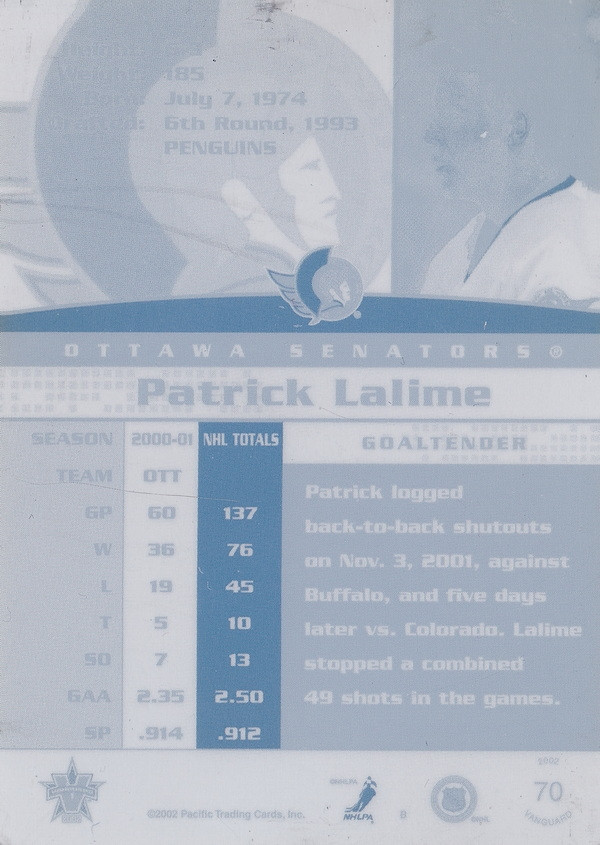 Weight: 185
Born: July 7, 1974
Drafted: 6th Round, 1993
PENGUINS
OTTAWA SENATORS®
Patrick Lalime
SEASON 2000-01 NHL TOTALS
TEAM OTT
GP 60 137
W 36 76
L 19 45
T 5 10
SO 7 13
GAA 2.35 2.50
SP .914 .912
GOALTENDER
Patrick logged
back-to-back shutouts
on Nov. 3, 2001, against
Buffalo, and five days
later vs. Colorado. Lalime
stopped a combined
49 shots in the games.
©2002 Pacific Trading Cards, Inc.
NHLPA
2002
70
VANGUARD